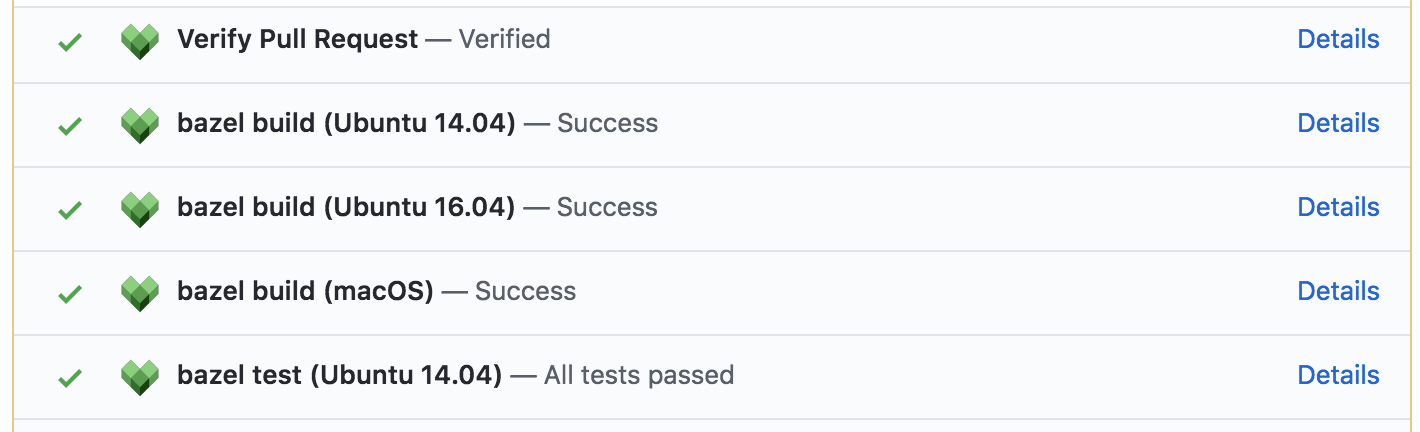 Verify Pull Request — Verified Details
bazel build (Ubuntu 14.04) — Success Details
bazel build (Ubuntu 16.04) — Success Details
bazel build (macOS) — Success Details
bazel test (Ubuntu 14.04) — All tests passed Details